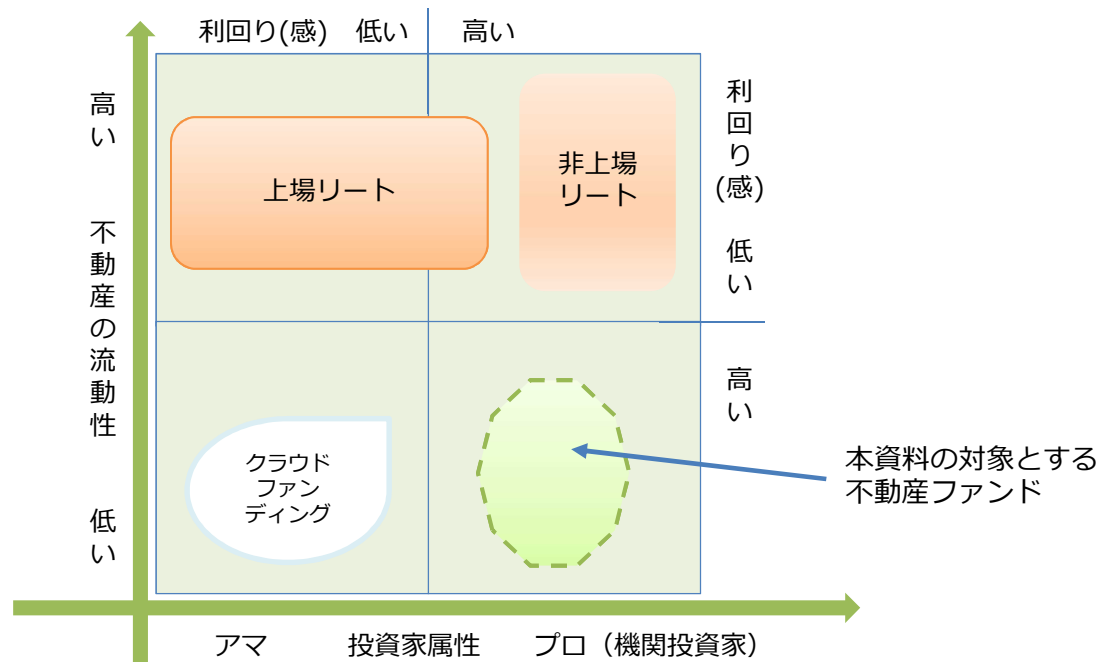 利回り(感) 低い 高い
高い
不動産の流動性
低い
利回り(感)
低い
高い
上場リート
非上場
リート
クラウド
ファン
ディング
本資料の対象とする
不動産ファンド
アマ 投資家属性 プロ（機関投資家）